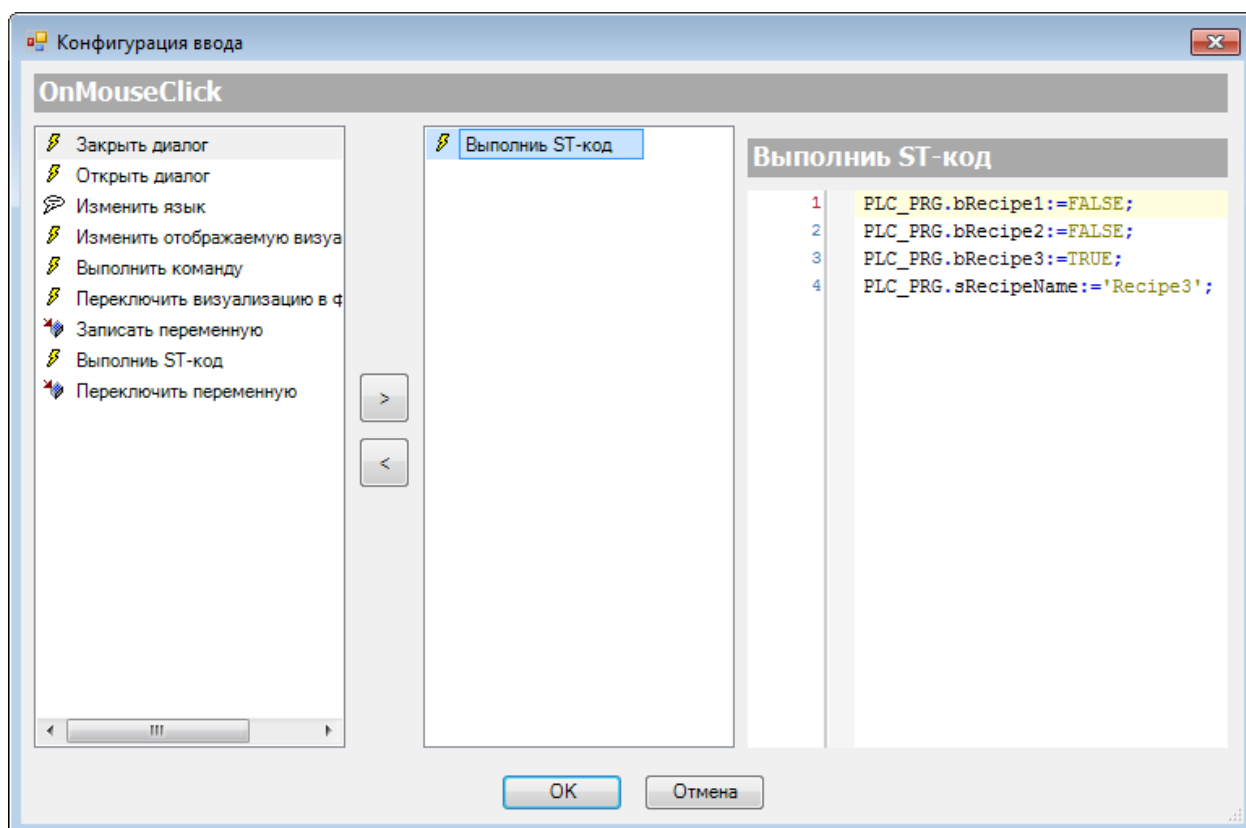 Конфигурация ввода
OnMouseClick
Закрыть диалог
Открыть диалог
Изменить язык
Изменить отображаемую визуа
Выполнить команду
Переключить визуализацию в ф
Записать переменную
Выполниь ST-код
Переключить переменную
>
<
Выполниь ST-код
Выполниь ST-код
1 PLC_PRG.bRecipe1:=FALSE;
2 PLC_PRG.bRecipe2:=FALSE;
3 PLC_PRG.bRecipe3:=TRUE;
4 PLC_PRG.sRecipeName:='Recipe3';
OK
Отмена